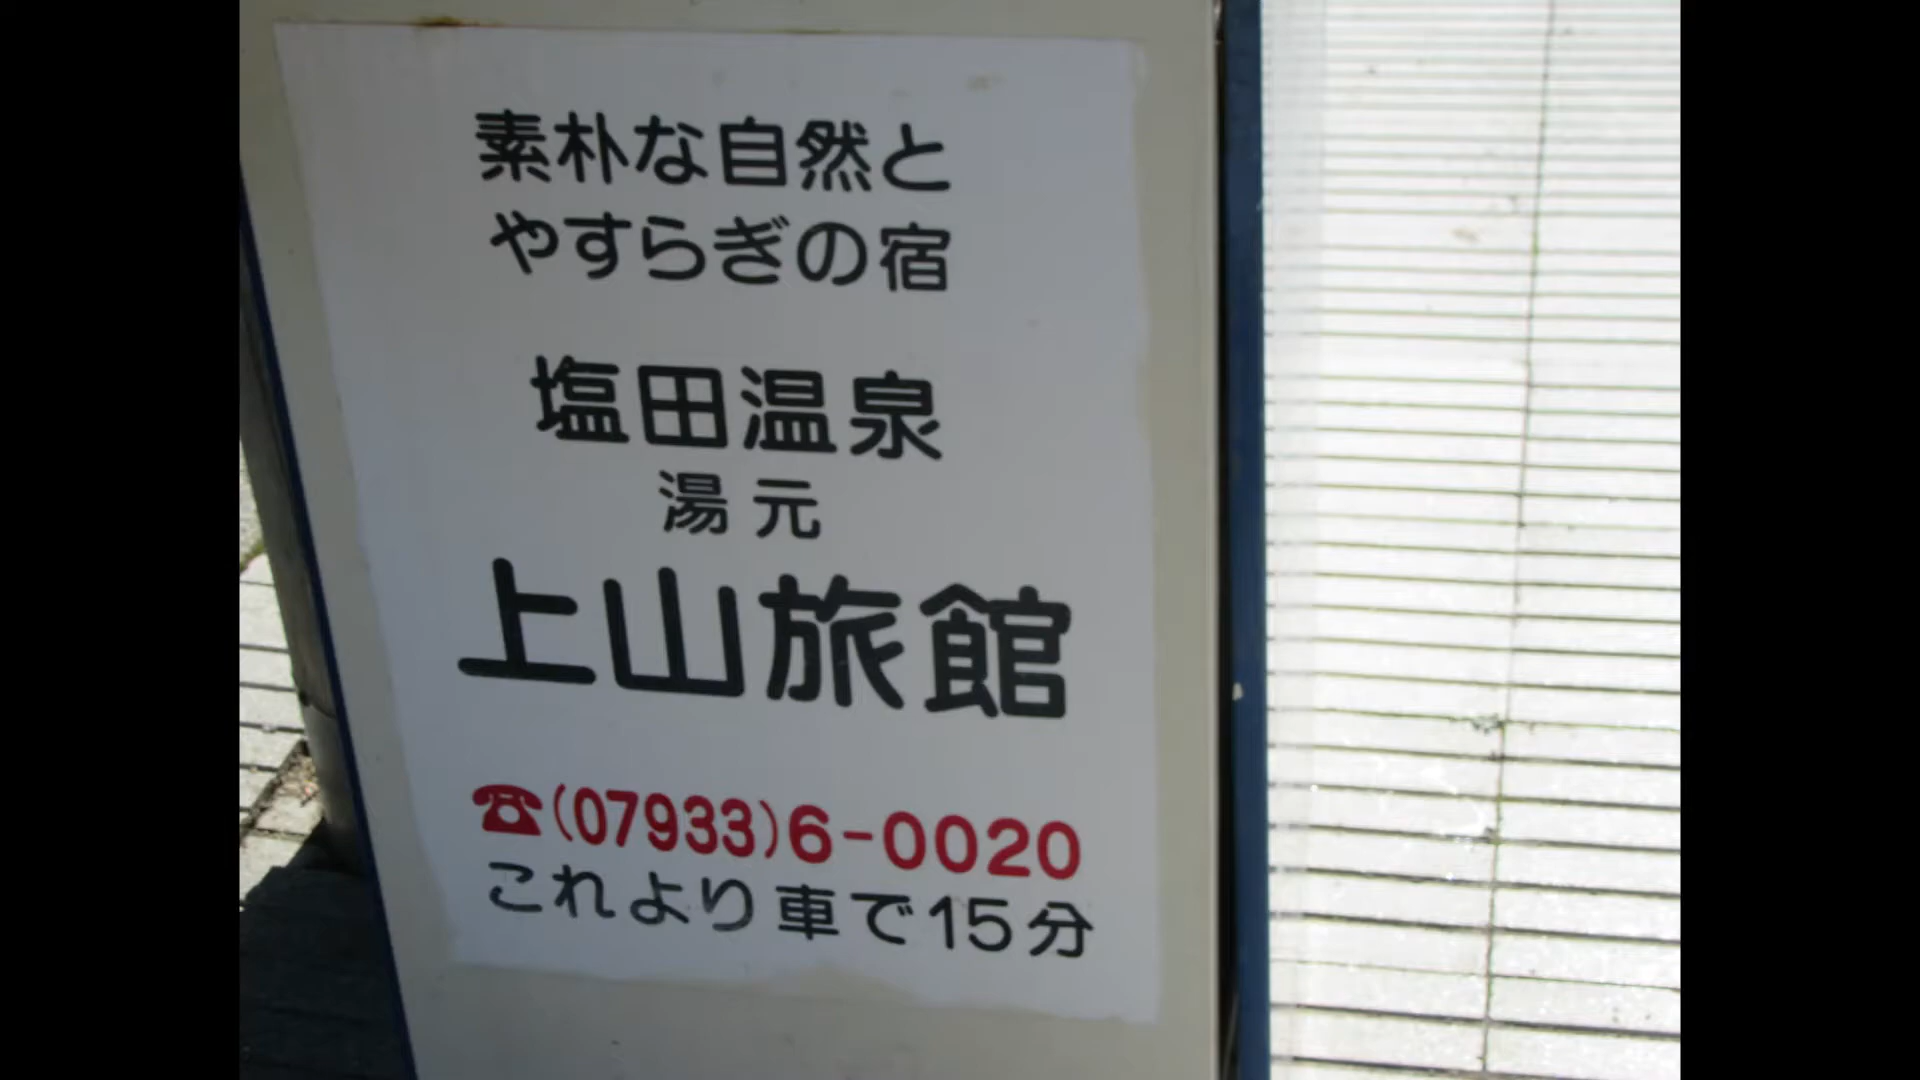 素朴な自然と
やすらぎの宿
塩田温泉
湯元
上山旅館
☎(07933)6-0020
これより車で15分